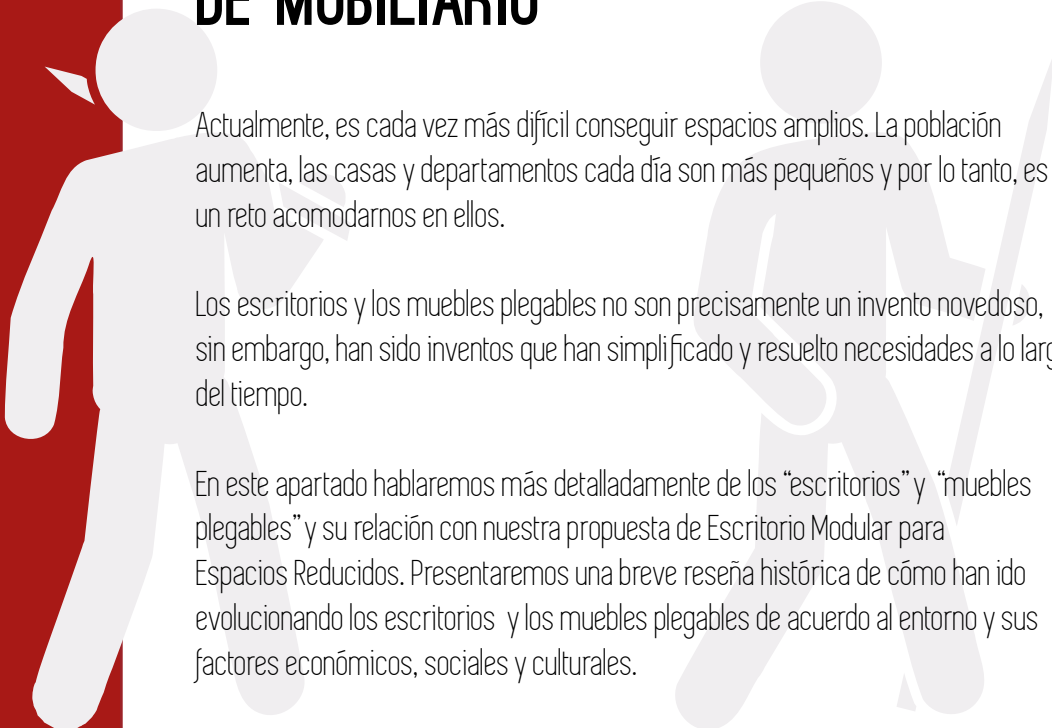 DE MOBILIARIO
Actualmente, es cada vez más difícil conseguir espacios amplios. La población
aumenta, las casas y departamentos cada día son más pequeños y por lo tanto, es
un reto acomodarnos en ellos.
Los escritorios y los muebles plegables no son precisamente un invento novedoso,
sin embargo, han sido inventos que han simplificado y resuelto necesidades a lo
del tiempo.
En este apartado hablaremos más detalladamente de los “escritorios” y “muebles
plegables” y su relación con nuestra propuesta de Escritorio Modular para
Espacios Reducidos. Presentaremos una breve reseña histórica de cómo han ido
evolucionando los escritorios y los muebles plegables de acuerdo al entorno y sus
factores económicos, sociales y culturales.